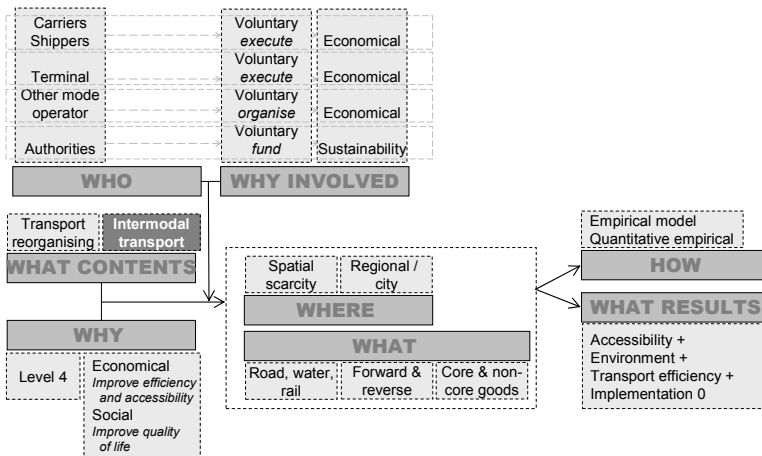 Carriers
Shippers
Voluntary
execute
Economical
Terminal
Voluntary
execute
Economical
Other mode
operator
Voluntary
organise
Economical
Authorities
Voluntary
fund
Sustainability
WHO
WHY INVOLVED
Transport
reorganising
Intermodal
transport
WHAT CONTENTS
WHY
Level 4
Economical
Improve efficiency
and accessibility
Social
Improve quality
of life
Spatial
scarcity
Regional /
city
WHERE
WHAT
Road, water,
rail
Forward &
reverse
Core & non-
core goods
Empirical model
Quantitative empirical
HOW
WHAT RESULTS
Accessibility +
Environment +
Transport efficiency +
Implementation 0